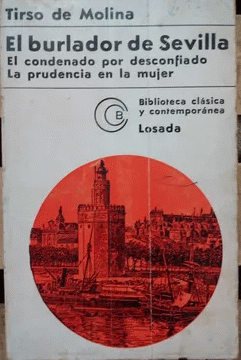 Tirso de Molina
El burlador de Sevilla
El condenado por desconfiado
La prudencia en la mujer
B
Biblioteca clásica
y contemporánea
Losada